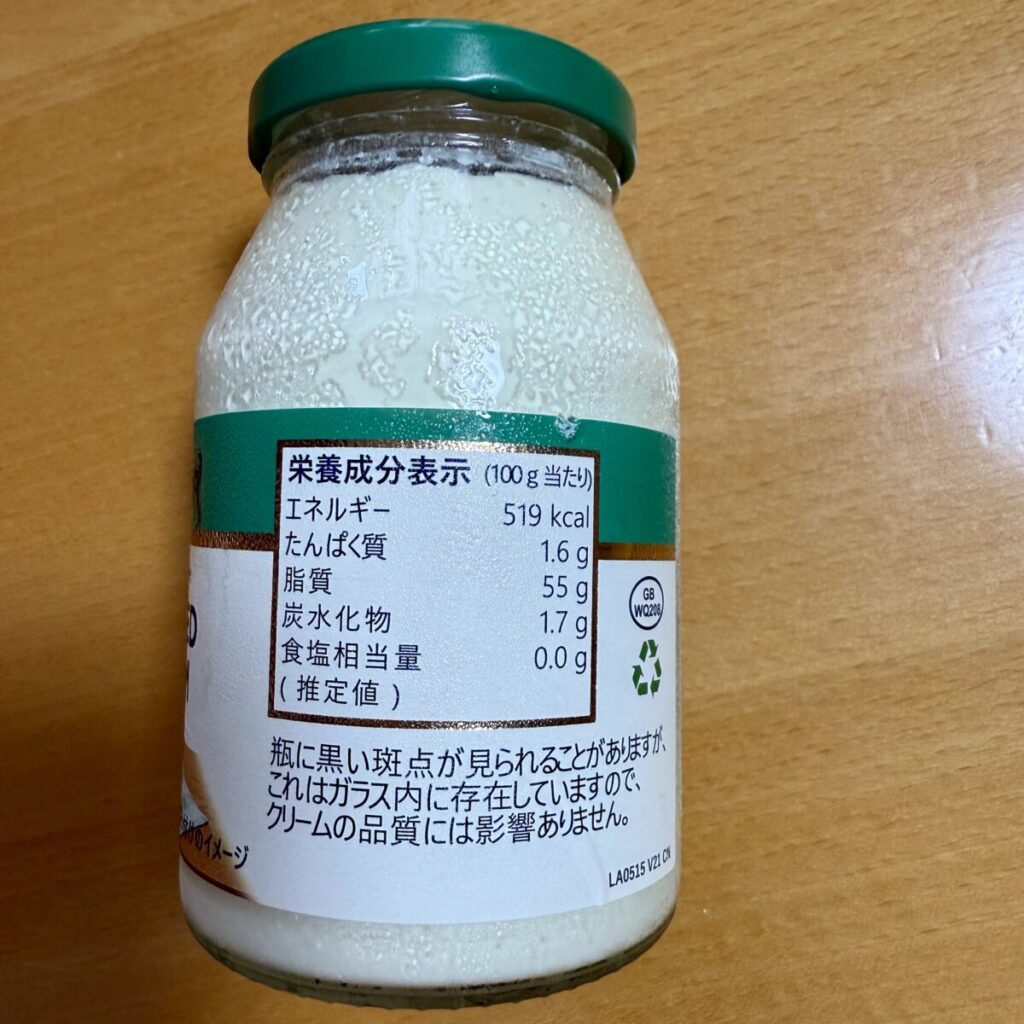 栄養成分表示 (100g当たり)
エネルギー 519 kcal
たんぱく質 1.6 g
脂質 55 g
炭水化物 1.7 g
食塩相当量 0.0 g
(推定値)
GB
WQ208
瓶に黒い斑点が見られることがありますが、
これはガラス内に存在していますので、
クリームの品質には影響ありません。
のイメージ
LA0515 V21 CN